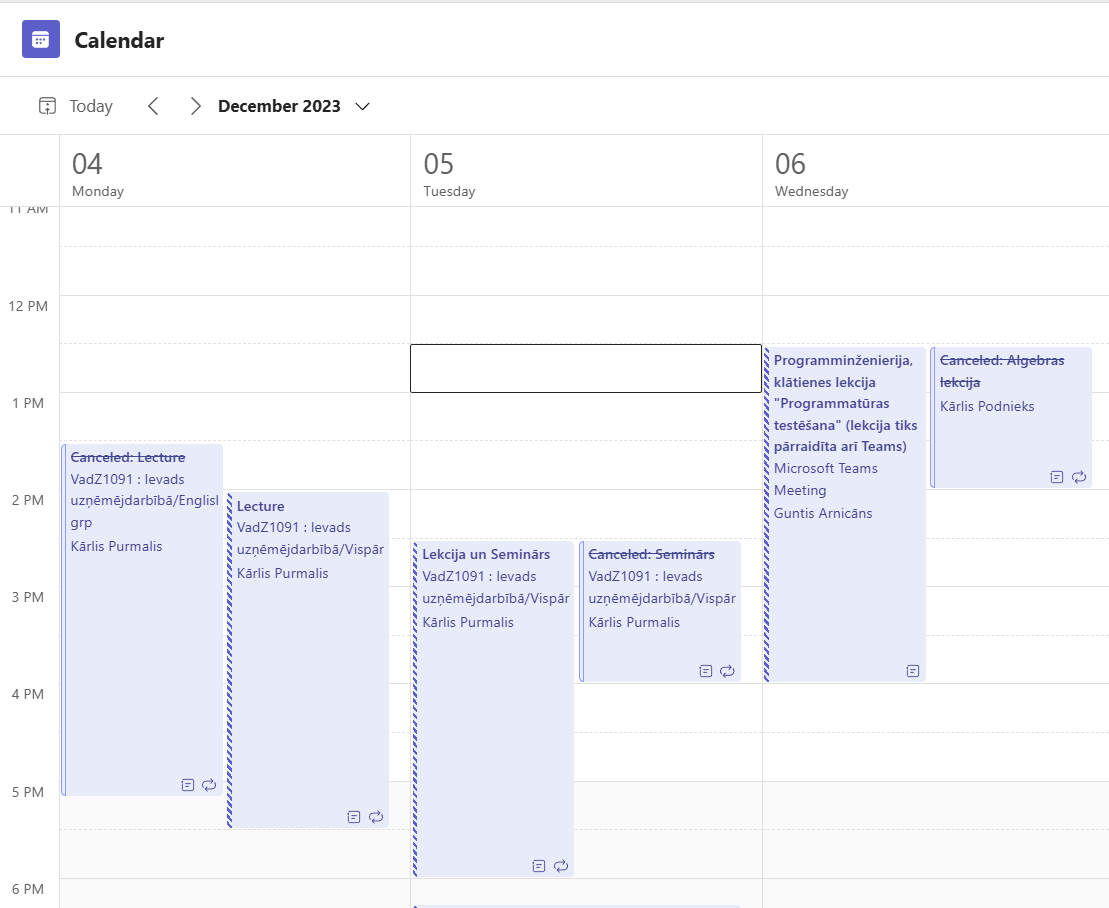 Calendar
Today
December 2023
04
Monday
05
Tuesday
06
Wednesday
11 AM
12 PM
1 PM
2 PM
3 PM
4 PM
5 PM
6 PM
Canceled: Lecture
VadZ1091 : Ievads
uzņēmējdarbībā/Englisl
grp
Kārlis Purmalis
Lecture
VadZ1091 : Ievads
uzņēmējdarbībā/Vispār
Kārlis Purmalis
Lekcija un Seminārs
VadZ1091 : Ievads
uzņēmējdarbībā/Vispār
Kārlis Purmalis
Canceled: Seminārs
VadZ1091 : Ievads
uzņēmējdarbībā/Vispār
Kārlis Purmalis
Programminženierija,
klātienes lekcija
"Programmatūras
testēšana" (lekcija tiks
pārraidīta arī Teams)
Microsoft Teams
Meeting
Guntis Arnicāns
Canceled: Algebras
lekcija
Kārlis Podnieks